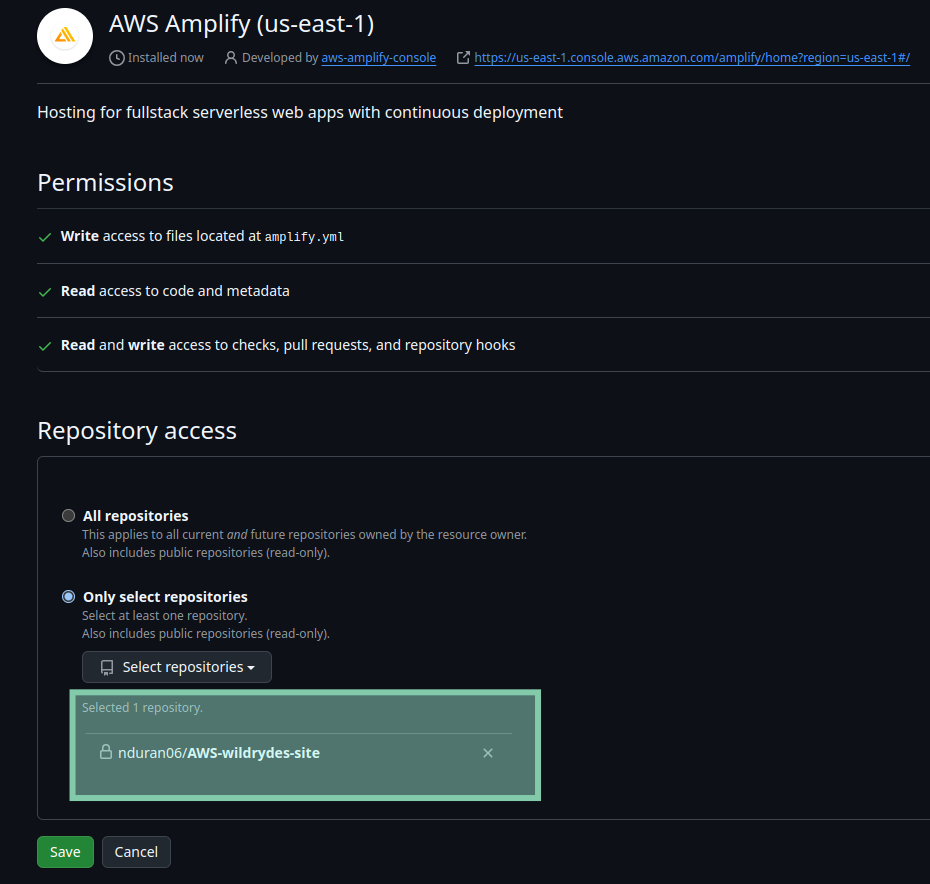 AWS Amplify (us-east-1)
Installed now Developed by aws-amplify-console https://us-east-1.console.aws.amazon.com/amplify/home?region=us-east-1#/
Hosting for fullstack serverless web apps with continuous deployment
Permissions
Write access to files located at amplify.yml
Read access to code and metadata
Read and write access to checks, pull requests, and repository hooks
Repository access
All repositories
This applies to all current and future repositories owned by the resource owner.
Also includes public repositories (read-only).
Only select repositories
Select at least one repository.
Also includes public repositories (read-only).
Select repositories
Selected 1 repository.
nduran06/AWS-wildrydes-site
Save Cancel